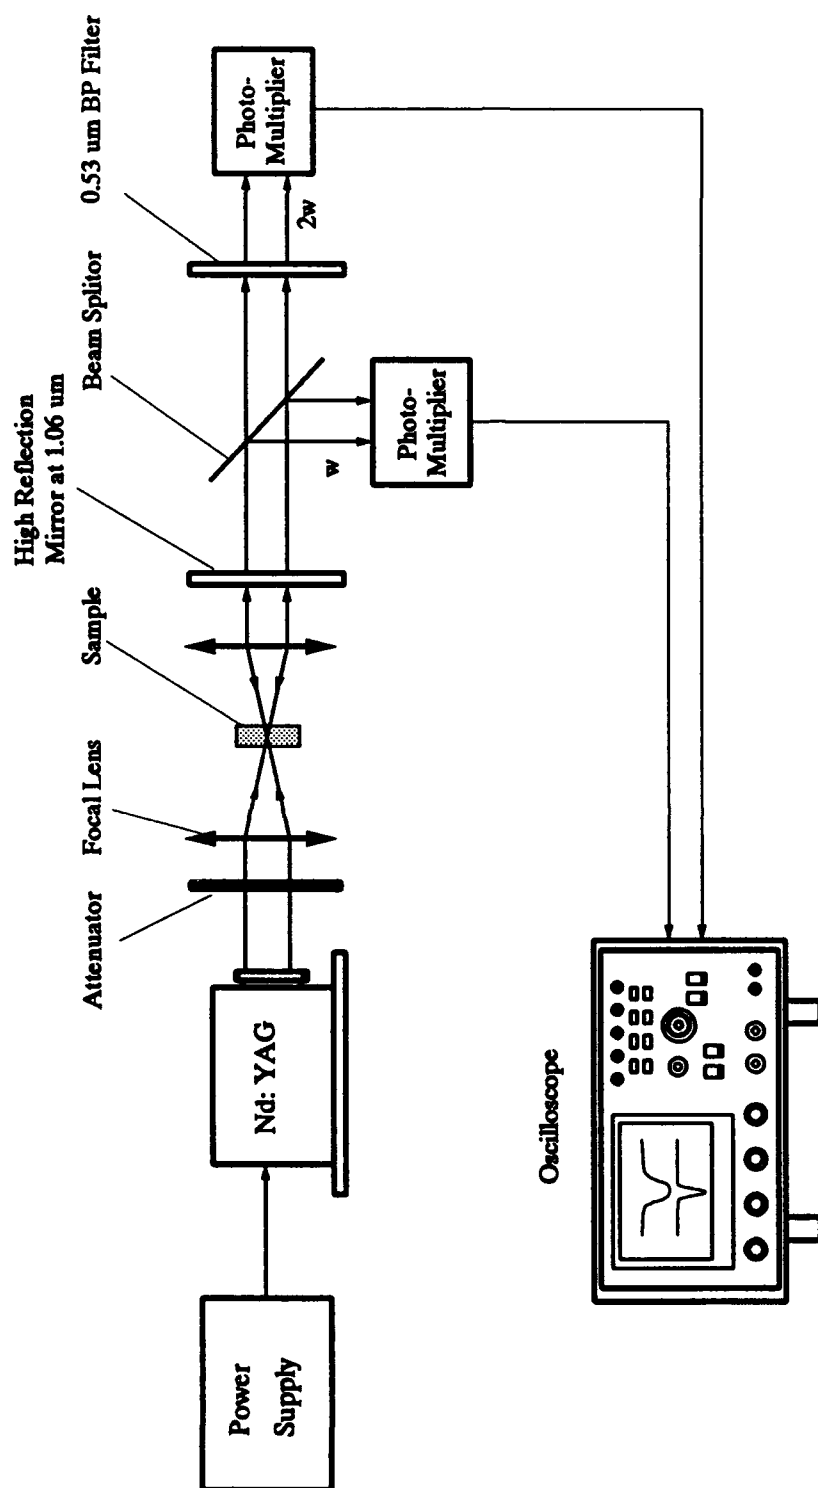 Power
Supply
Nd: YAG
Attenuator
Focal Lens
Sample
High Reflection
Mirror at 1.06 um
Beam Splitor
0.53 um BP Filter
w
2w
Photo-
Multiplier
Photo-
Multiplier
Oscilloscope